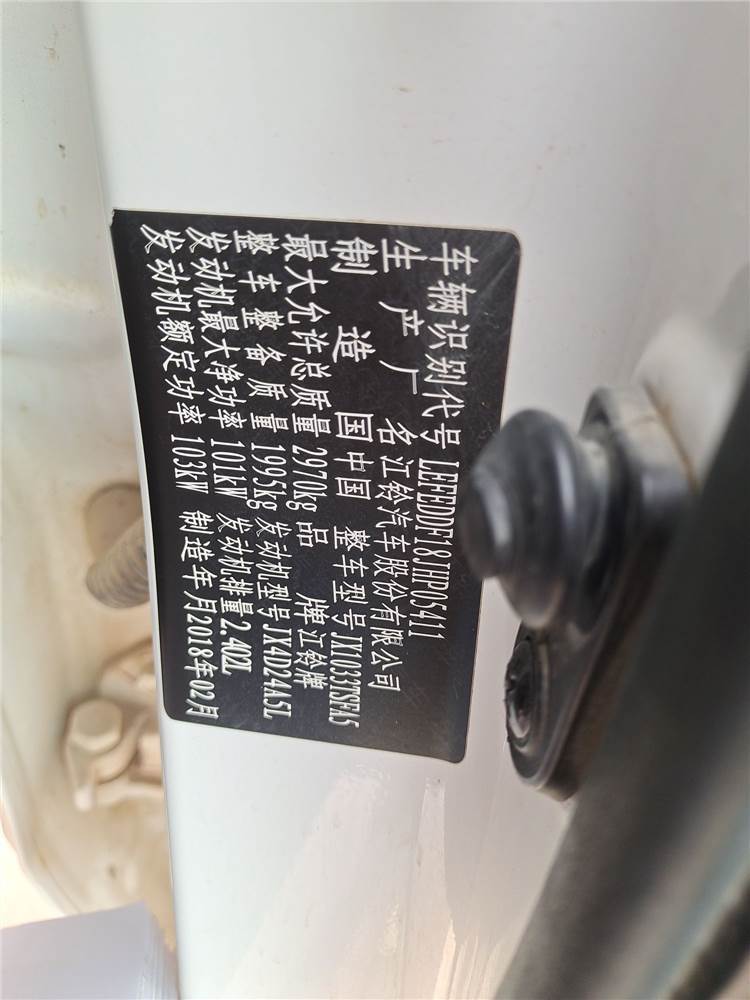 车辆识别代号 LEFEDDF18JHP05411
生产厂名 江铃汽车股份有限公司
制造国 中国 整车型号 JX1033TSFA5
最大允许总质量 2970kg 品牌 江铃牌
整车整备质量 1995kg 发动机型号 JX4D24A5L
发动机最大净功率 101kW 发动机排量 2.402L
发动机额定功率 103kW 制造年月 2018年02月